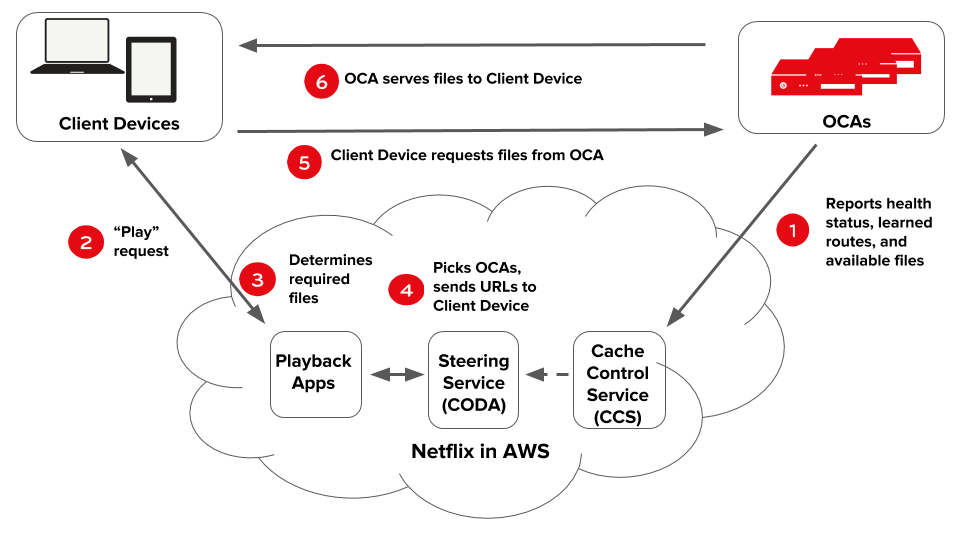 Client Devices
OCAs
6
OCA serves files to Client Device
5
Client Device requests files from OCA
1
Reports health
status, learned
routes, and
available files
2
“Play”
request
3
Determines
required
files
4
Picks OCAs,
sends URLs to
Client Device
Playback
Apps
Steering
Service
(CODA)
Cache
Control
Service
(CCS)
Netflix in AWS